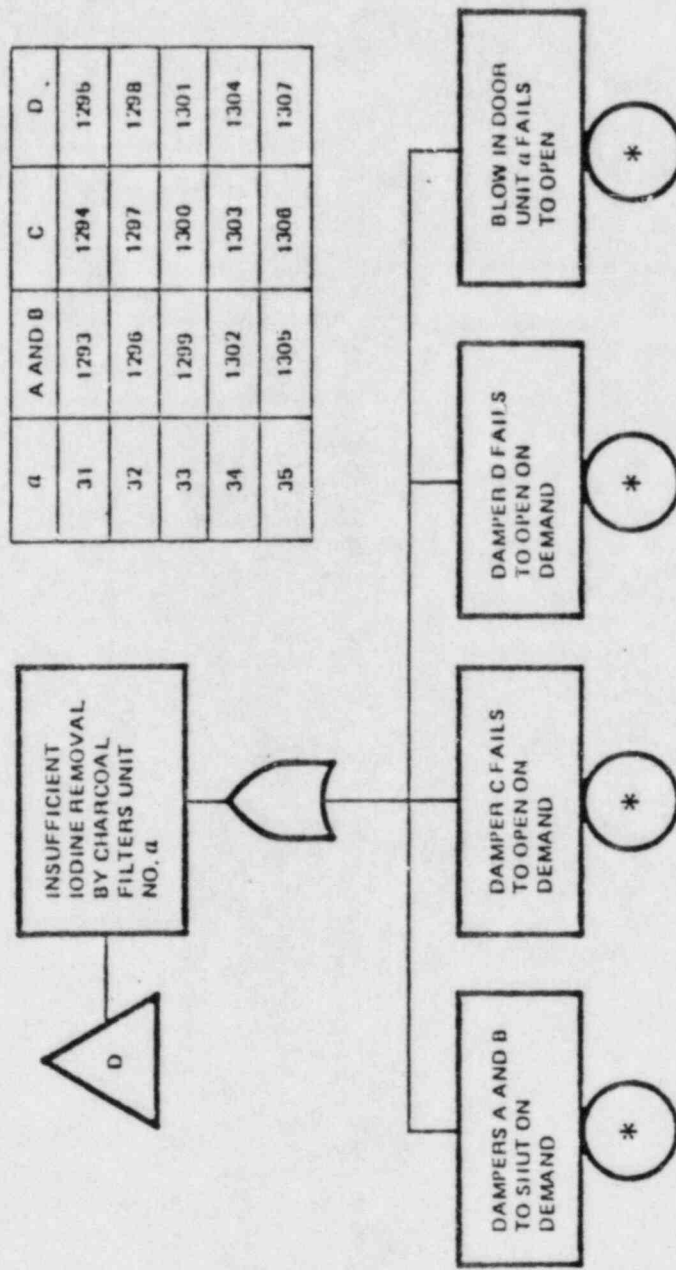 D
INSUFFICIENT
IODINE REMOVAL
BY CHARCOAL
FILTERS UNIT
NO. α
α A AND B C D
31 1293 1294 1295
32 1296 1297 1298
33 1299 1300 1301
34 1302 1303 1304
35 1305 1306 1307
DAMPERS A AND B
TO SHUT ON
DEMAND
*
DAMPER C FAILS
TO OPEN ON
DEMAND
*
DAMPER D FAILS
TO OPEN ON
DEMAND
*
BLOW IN DOOR
UNIT α FAILS
TO OPEN
*